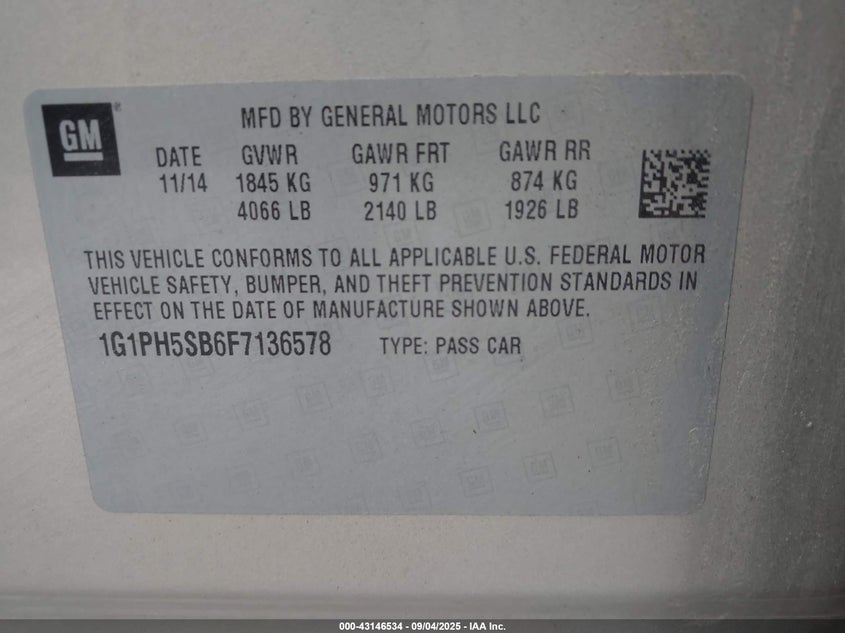 GM ®
MFD BY GENERAL MOTORS LLC
DATE GVWR GAWR FRT GAWR RR
11/14 1845 KG 971 KG 874 KG
4066 LB 2140 LB 1926 LB
THIS VEHICLE CONFORMS TO ALL APPLICABLE U.S. FEDERAL MOTOR
VEHICLE SAFETY, BUMPER, AND THEFT PREVENTION STANDARDS IN
EFFECT ON THE DATE OF MANUFACTURE SHOWN ABOVE.
1G1PH5SB6F7136578 TYPE: PASS CAR
000-43146534 - 09/04/2025 - IAA Inc.